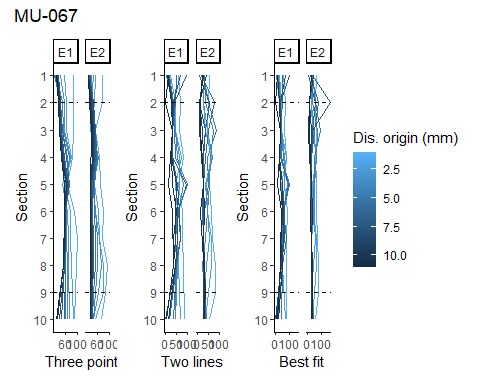 MU-067
E1 E2 E1 E2 E1 E2
1 1 1
2 2 2
3 3 3
4 4 4
5 5 5
6 6 6
7 7 7
8 8 8
9 9 9
10 10 10
Section Section Section
Three point Two lines Best fit
Dis. origin (mm)
2.5
5.0
7.5
10.0